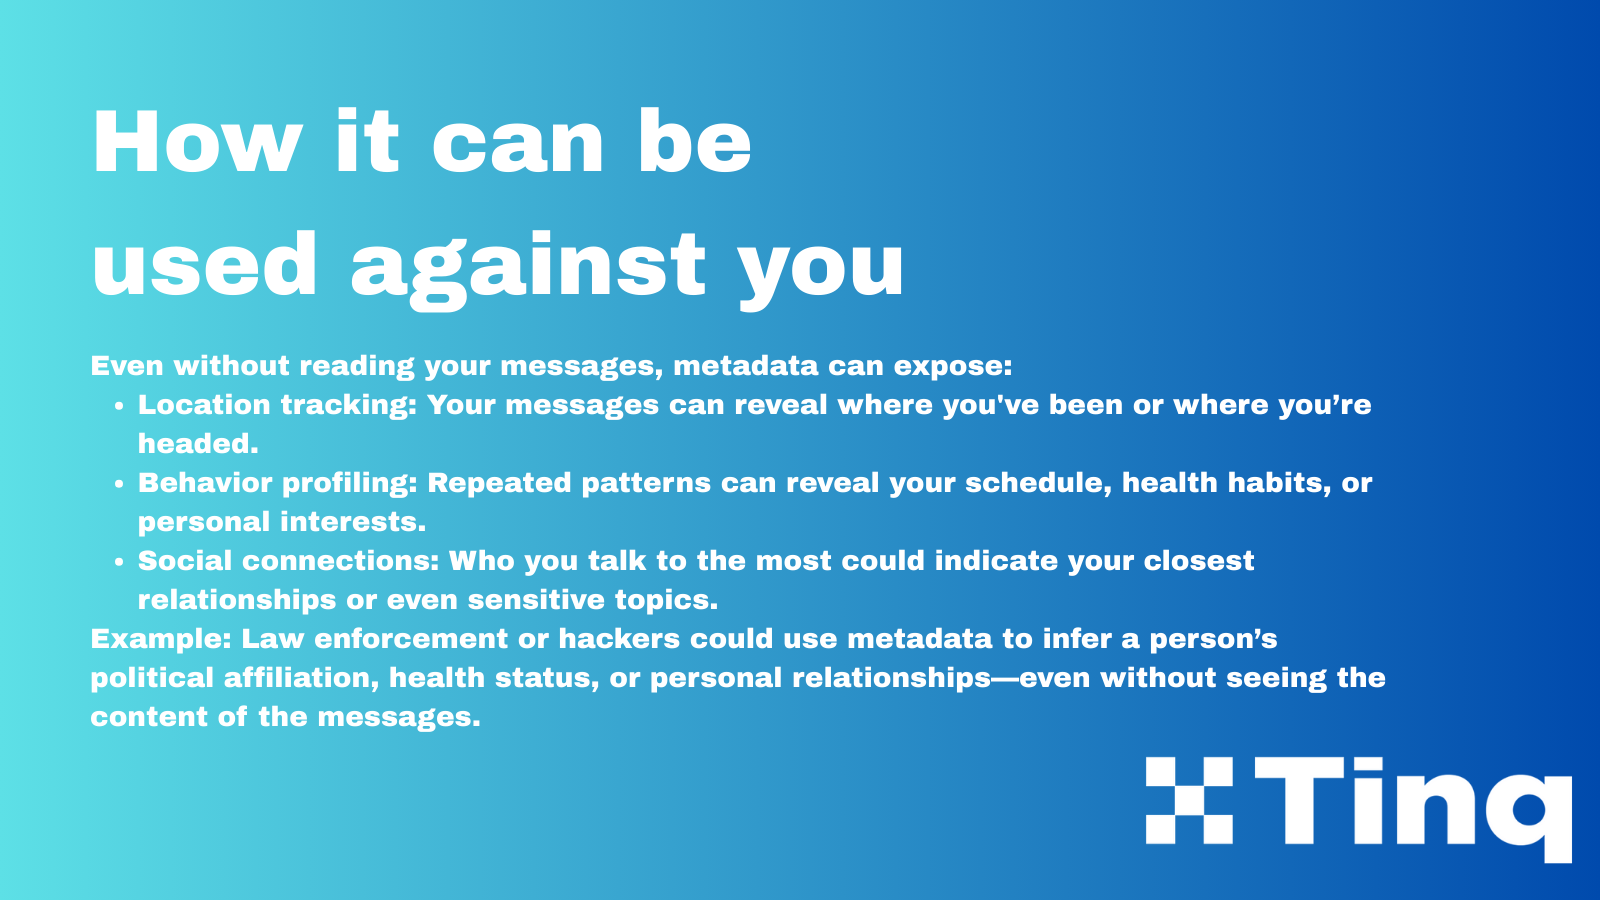 How it can be
used against you
Even without reading your messages, metadata can expose:
• Location tracking: Your messages can reveal where you've been or where you’re
headed.
• Behavior profiling: Repeated patterns can reveal your schedule, health habits, or
personal interests.
• Social connections: Who you talk to the most could indicate your closest
relationships or even sensitive topics.
Example: Law enforcement or hackers could use metadata to infer a person’s
political affiliation, health status, or personal relationships—even without seeing the
content of the messages.
Tinq